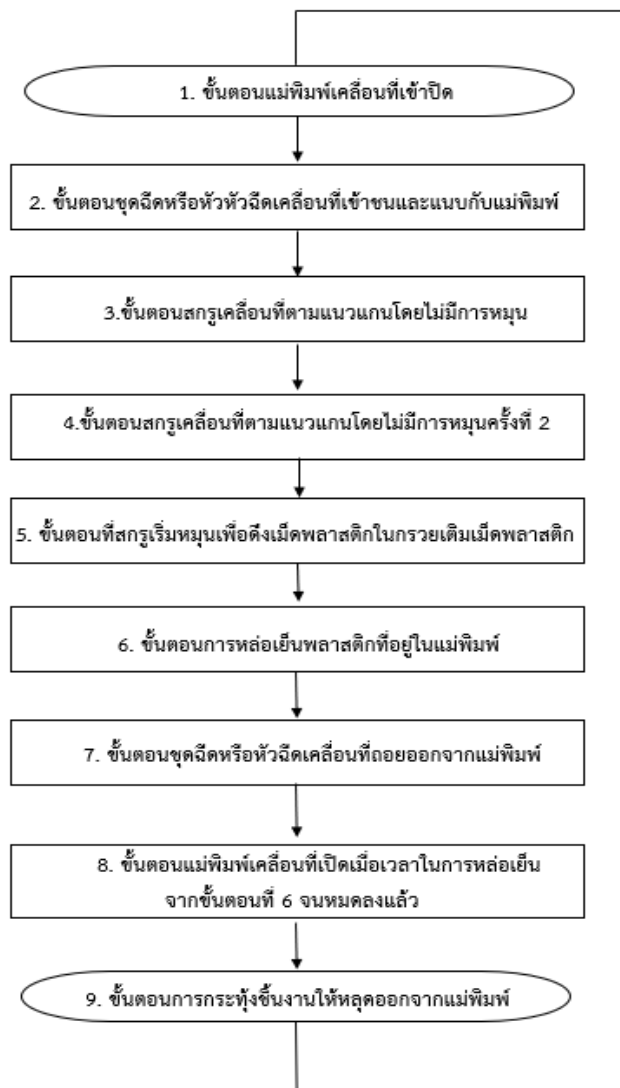 1. ขั้นตอนแม่พิมพ์เคลื่อนที่เข้าปิด
2. ขั้นตอนชุดฉีดหรือหัวหัวฉีดเคลื่อนที่เข้าชนและแนบกับแม่พิมพ์
3.ขั้นตอนสกรูเคลื่อนที่ตามแนวแกนโดยไม่มีการหมุน
4.ขั้นตอนสกรูเคลื่อนที่ตามแนวแกนโดยไม่มีการหมุนครั้งที่ 2
5. ขั้นตอนที่สกรูเริ่มหมุนเพื่อดึงเม็ดพลาสติกในกรวยเติมเม็ดพลาสติก
6. ขั้นตอนการหล่อเย็นพลาสติกที่อยู่ในแม่พิมพ์
7. ขั้นตอนชุดฉีดหรือหัวฉีดเคลื่อนที่ถอยออกจากแม่พิมพ์
8. ขั้นตอนแม่พิมพ์เคลื่อนที่เปิดเมื่อเวลาในการหล่อเย็น
จากขั้นตอนที่ 6 จนหมดลงแล้ว
9. ขั้นตอนการกระทุ้งชิ้นงานให้หลุดออกจากแม่พิมพ์